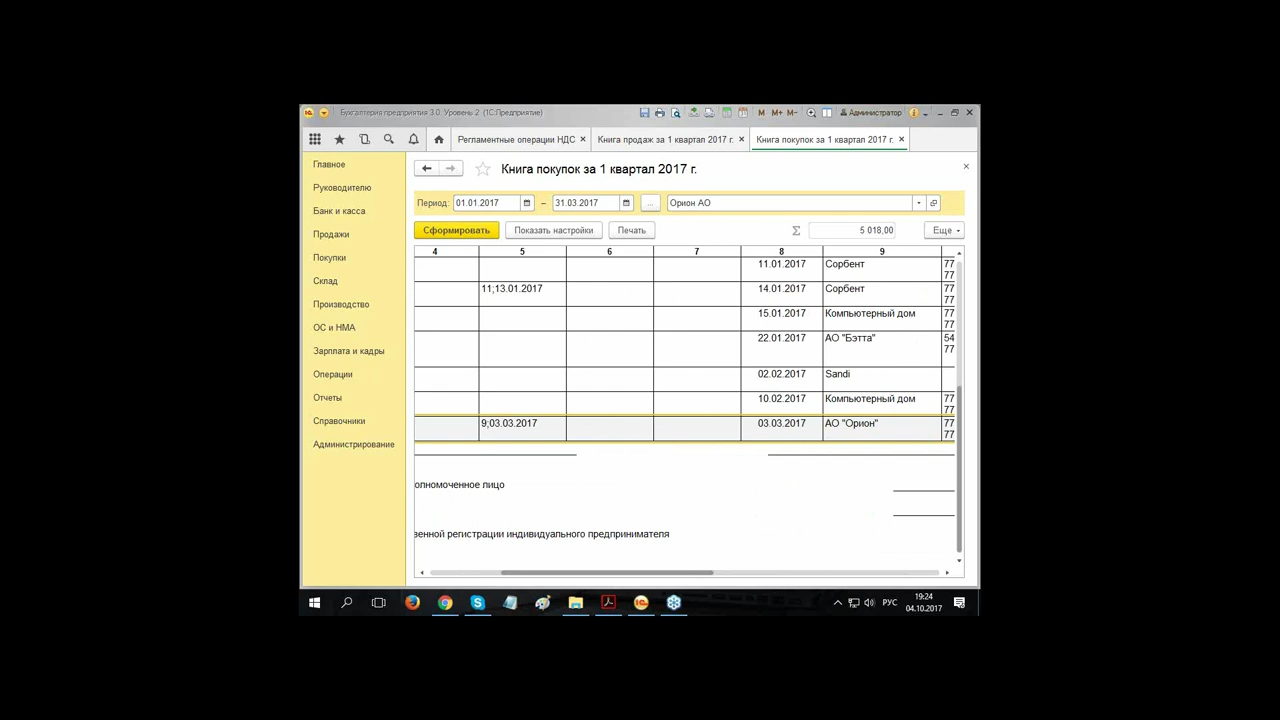 Бухгалтерия предприятия 3.0. Уровень 2 (1С:Предприятие)
M M+ M- Администратор
Регламентные операции НДС × Книга продаж за 1 квартал 2017 г. × Книга покупок за 1 квартал 2017 г. ×
Главное
Руководителю
Банк и касса
Продажи
Покупки
Склад
Производство
ОС и НМА
Зарплата и кадры
Операции
Отчеты
Справочники
Администрирование
Книга покупок за 1 квартал 2017 г.
Период: 01.01.2017 – 31.03.2017 ... Орион АО
Сформировать Показать настройки Печать Σ 5 018,00 Еще
4 5 6 7 8 9
11.01.2017 Сорбент 77
77
11;13.01.2017 14.01.2017 Сорбент 77
77
15.01.2017 Компьютерный дом 77
77
22.01.2017 АО "Бэтта" 54
77
02.02.2017 Sandi
10.02.2017 Компьютерный дом 77
77
9;03.03.2017 03.03.2017 АО "Орион" 77
77
олномоченное лицо
венной регистрации индивидуального предпринимателя
РУС 19:24
04.10.2017